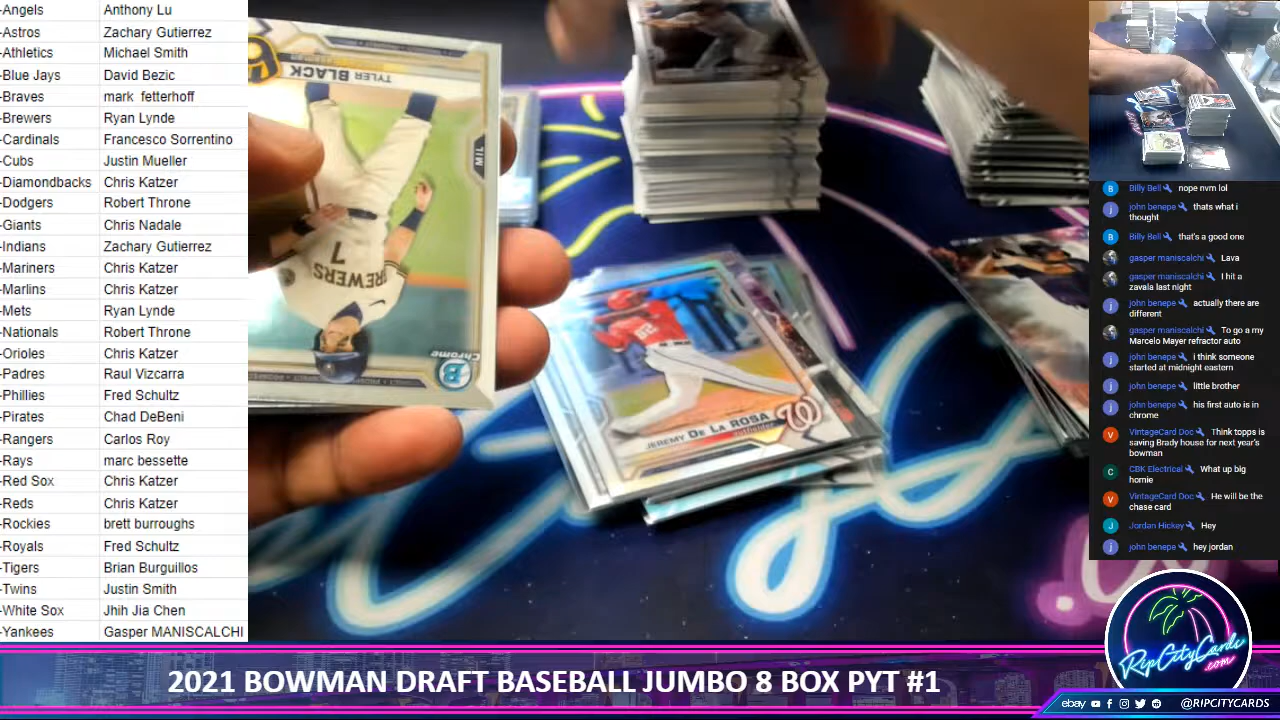 -Angels Anthony Lu
-Astros Zachary Gutierrez
-Athletics Michael Smith
-Blue Jays David Bezic
-Braves mark fetterhoff
-Brewers Ryan Lynde
-Cardinals Francesco Sorrentino
-Cubs Justin Mueller
-Diamondbacks Chris Katzer
-Dodgers Robert Throne
-Giants Chris Nadale
-Indians Zachary Gutierrez
-Mariners Chris Katzer
-Marlins Chris Katzer
-Mets Ryan Lynde
-Nationals Robert Throne
-Orioles Chris Katzer
-Padres Raul Vizcarra
-Phillies Fred Schultz
-Pirates Chad DeBeni
-Rangers Carlos Roy
-Rays marc bessette
-Red Sox Chris Katzer
-Reds Chris Katzer
-Rockies brett burroughs
-Royals Fred Schultz
-Tigers Brian Burguillos
-Twins Justin Smith
-White Sox Jhih Jia Chen
-Yankees Gasper MANISCALCHI
TYLER BLACK
MIL
7
BREWERS
B
Chrome
JEREMY DE LA ROSA
outfielder
W
B Billy Bell nope nvm lol
j john benepe thats what i
thought
B Billy Bell that's a good one
gasper maniscalchi Lava
gasper maniscalchi I hit a
zavala last night
j john benepe actually there are
different
gasper maniscalchi To go a my
Marcelo Mayer refractor auto
j john benepe i think someone
started at midnight eastern
j john benepe little brother
j john benepe his first auto is in
chrome
V VintageCard Doc Think topps is
saving Brady house for next year's
bowman
C CBK Electrical What up big
homie
V VintageCard Doc He will be the
chase card
J Jordan Hickey Hey
j john benepe hey jordan
RipCityCards
.com
2021 BOWMAN DRAFT BASEBALL JUMBO 8 BOX PYT #1
ebay @RIPCITYCARDS